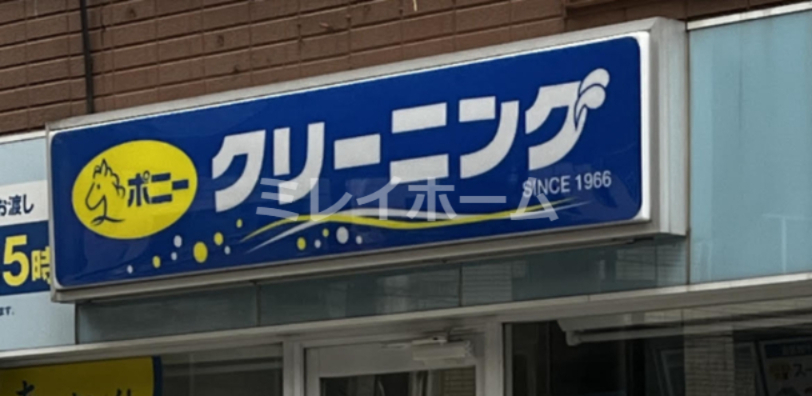 ポニー
クリーニング
SINCE 1966
ミレイホーム
お渡し
5時